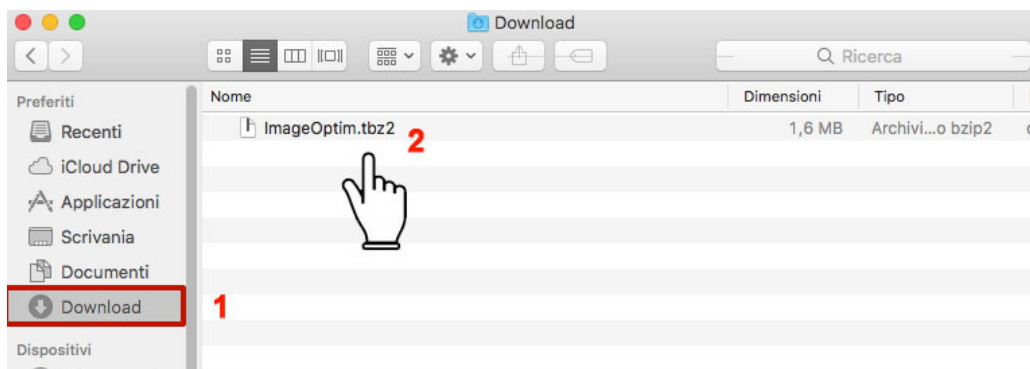 Download
Ricerca
Preferiti
Recenti
iCloud Drive
Applicazioni
Scrivania
Documenti
Download 1
Dispositivi
Nome Dimensioni Tipo
ImageOptim.tbz2 2 1,6 MB Archivi...o bzip2